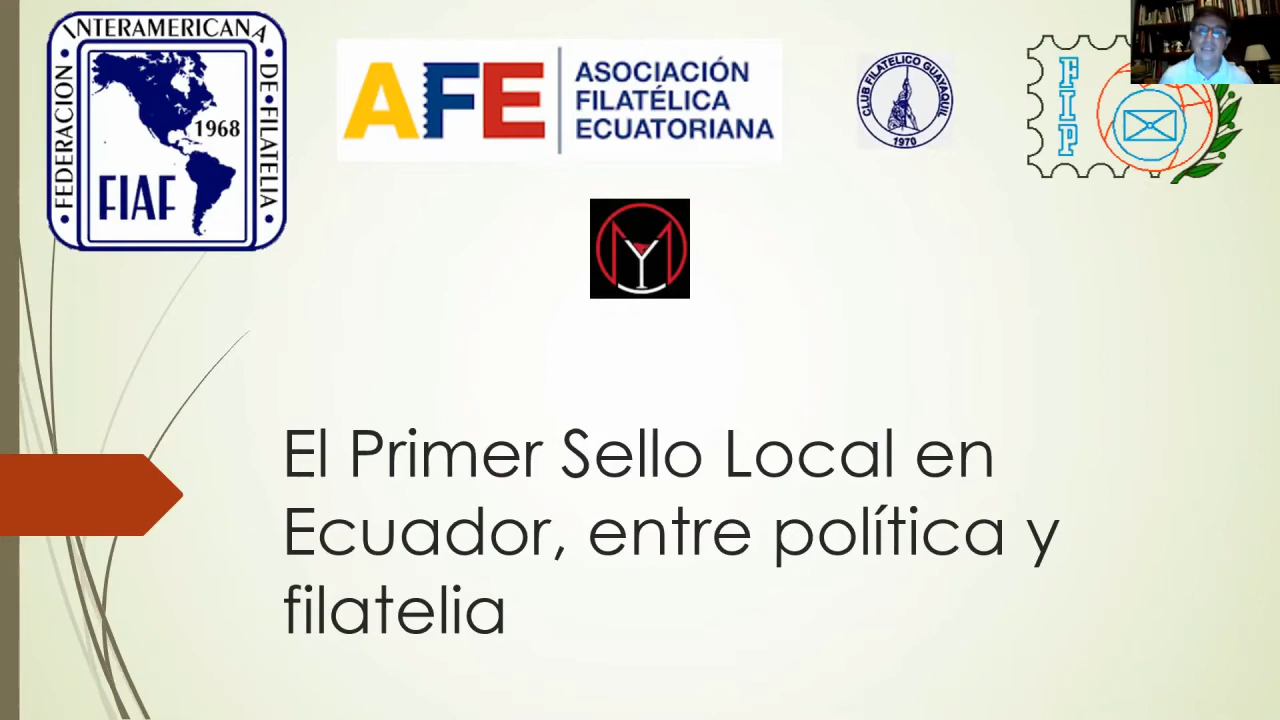 INTERAMERICANA
FEDERACION
DE FILATELIA
1968
FIAF
AFE
ASOCIACIÓN
FILATÉLICA
ECUATORIANA
CLUB FILATELICO GUAYAQUIL
1970
FIP
MY
El Primer Sello Local en
Ecuador, entre política y
filatelia